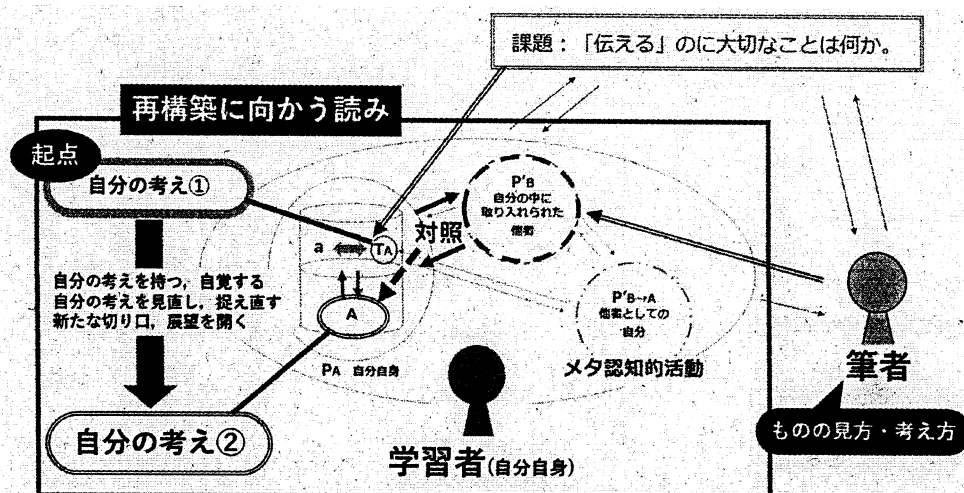 課題：「伝える」のに大切なことは何か。
再構築に向かう読み
起点
自分の考え①
P'B
自分の中に
取り入れられた
他者
対照
a
TA
自分の考えを持つ，自覚する
自分の考えを見直し，捉え直す
新たな切り口，展望を開く
A
P'B→A
他者としての
自分
PA 自分自身
メタ認知的活動
筆者
自分の考え②
学習者(自分自身)
ものの見方・考え方